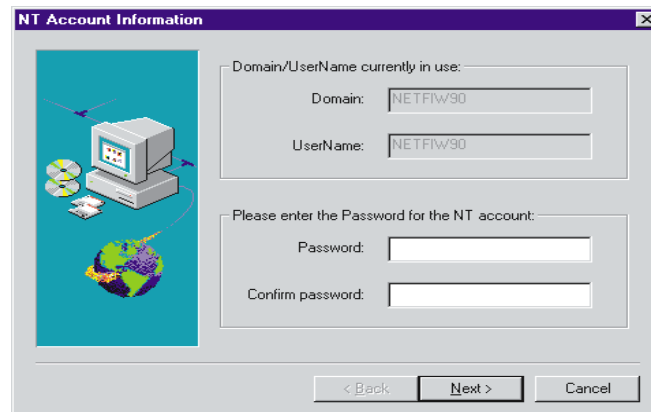 NT Account Information
Domain/UserName currently in use:
Domain: NETFIW90
UserName: NETFIW90
Please enter the Password for the NT account:
Password:
Confirm password:
< Back Next > Cancel